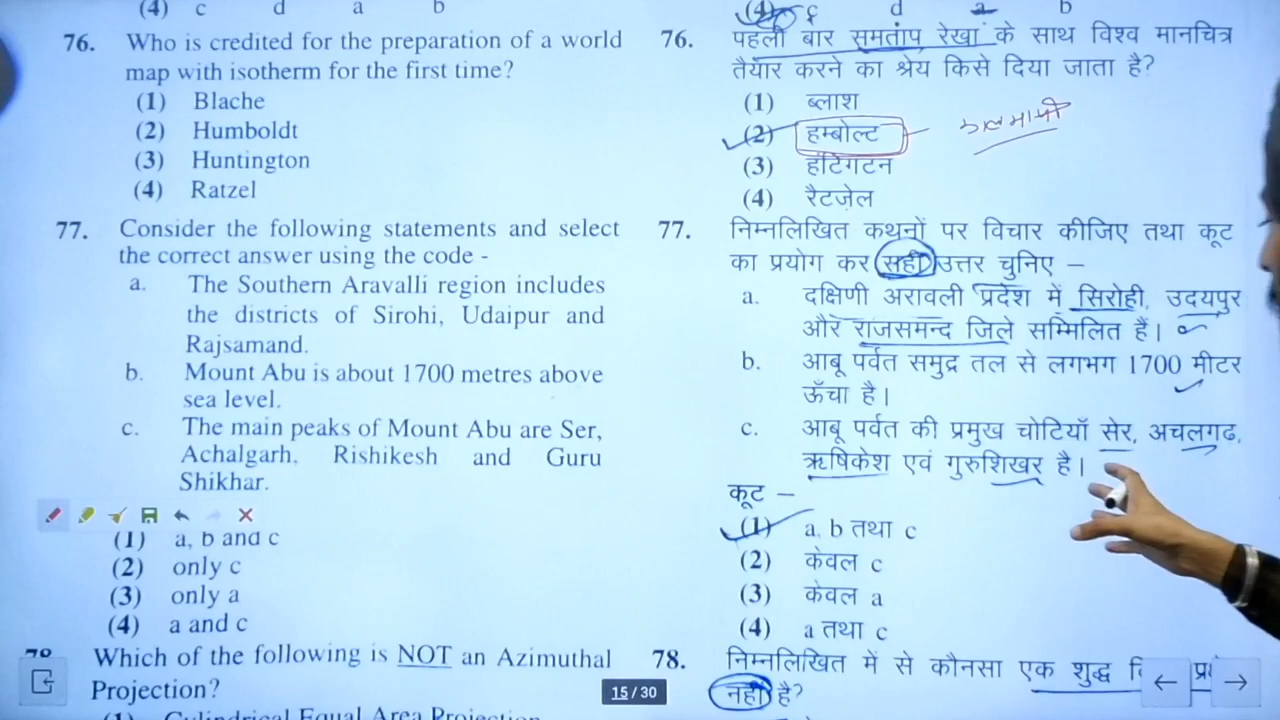 (4) c d a b
76. Who is credited for the preparation of a world
map with isotherm for the first time?
(1) Blache
(2) Humboldt
(3) Huntington
(4) Ratzel
77. Consider the following statements and select
the correct answer using the code -
a. The Southern Aravalli region includes
the districts of Sirohi, Udaipur and
Rajsamand.
b. Mount Abu is about 1700 metres above
sea level.
c. The main peaks of Mount Abu are Ser,
Achalgarh, Rishikesh and Guru
Shikhar.
(1) a, b and c
(2) only c
(3) only a
(4) a and c
78. Which of the following is NOT an Azimuthal
Projection?
(1) Cylindrical Equal Area Projection
(4) c d a b
76. पहली बार समताप रेखा के साथ विश्व मानचित्र
तैयार करने का श्रेय किसे दिया जाता है?
(1) ब्लाश
(2) हम्बोल्ट
(3) हंटिंगटन
(4) रैटज़ेल
77. निम्नलिखित कथनों पर विचार कीजिए तथा कूट
का प्रयोग कर सही उत्तर चुनिए –
a. दक्षिणी अरावली प्रदेश में सिरोही, उदयपुर
और राजसमन्द जिले सम्मिलित हैं।
b. आबू पर्वत समुद्र तल से लगभग 1700 मीटर
ऊँचा है।
c. आबू पर्वत की प्रमुख चोटियाँ सेर, अचलगढ,
ऋषिकेश एवं गुरुशिखर है।
कूट –
(1) a, b तथा c
(2) केवल c
(3) केवल a
(4) a तथा c
78. निम्नलिखित में से कौनसा एक शुद्ध
नहीं है?
15 / 30